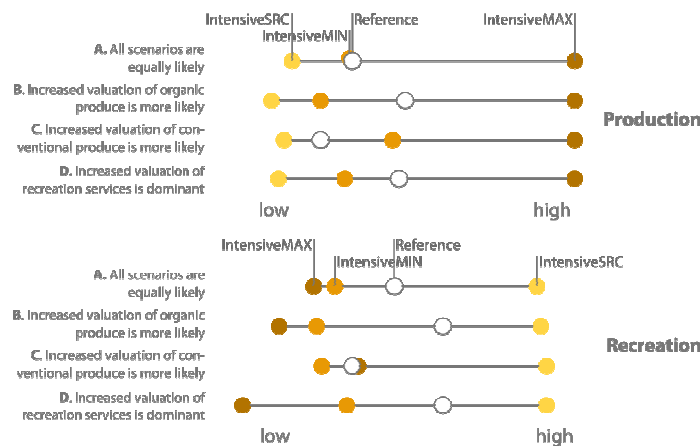 IntensiveSRC
Reference
IntensiveMAX
IntensiveMIN
A. All scenarios are
equally likely
B. Increased valuation of organic
produce is more likely
C. Increased valuation of con-
ventional produce is more likely
D. Increased valuation of
recreation services is dominant
Production
low
high
IntensiveMAX
Reference
IntensiveMIN
IntensiveSRC
A. All scenarios are
equally likely
B. Increased valuation of organic
produce is more likely
C. Increased valuation of con-
ventional produce is more likely
D. Increased valuation of
recreation services is dominant
Recreation
low
high